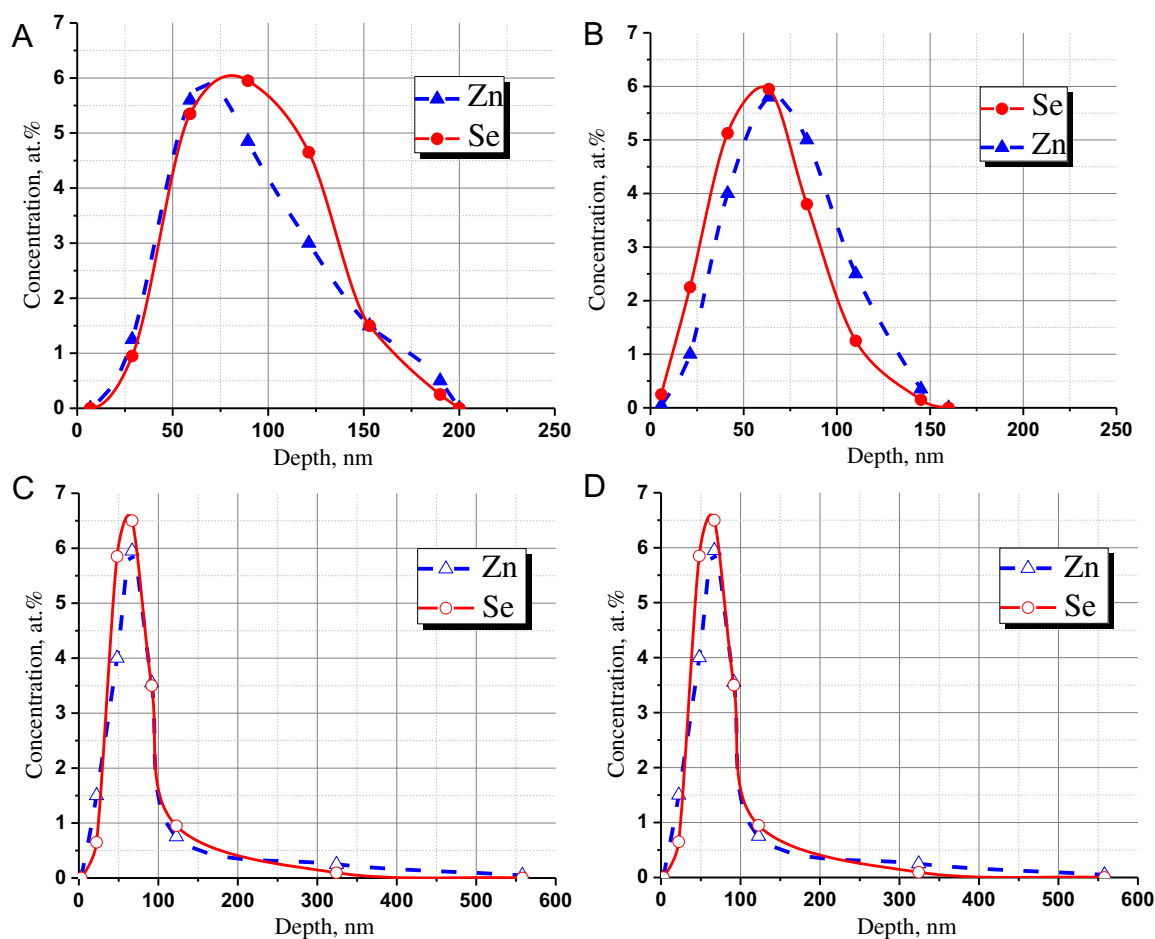 A
7
6
5
4
3
2
1
0
Concentration, at.%
Zn
Se
0 50 100 150 200 250
Depth, nm
B
7
6
5
4
3
2
1
0
Concentration, at.%
Se
Zn
0 50 100 150 200 250
Depth, nm
C
7
6
5
4
3
2
1
0
Concentration, at.%
Zn
Se
0 100 200 300 400 500 600
Depth, nm
D
7
6
5
4
3
2
1
0
Concentration, at.%
Zn
Se
0 100 200 300 400 500 600
Depth, nm